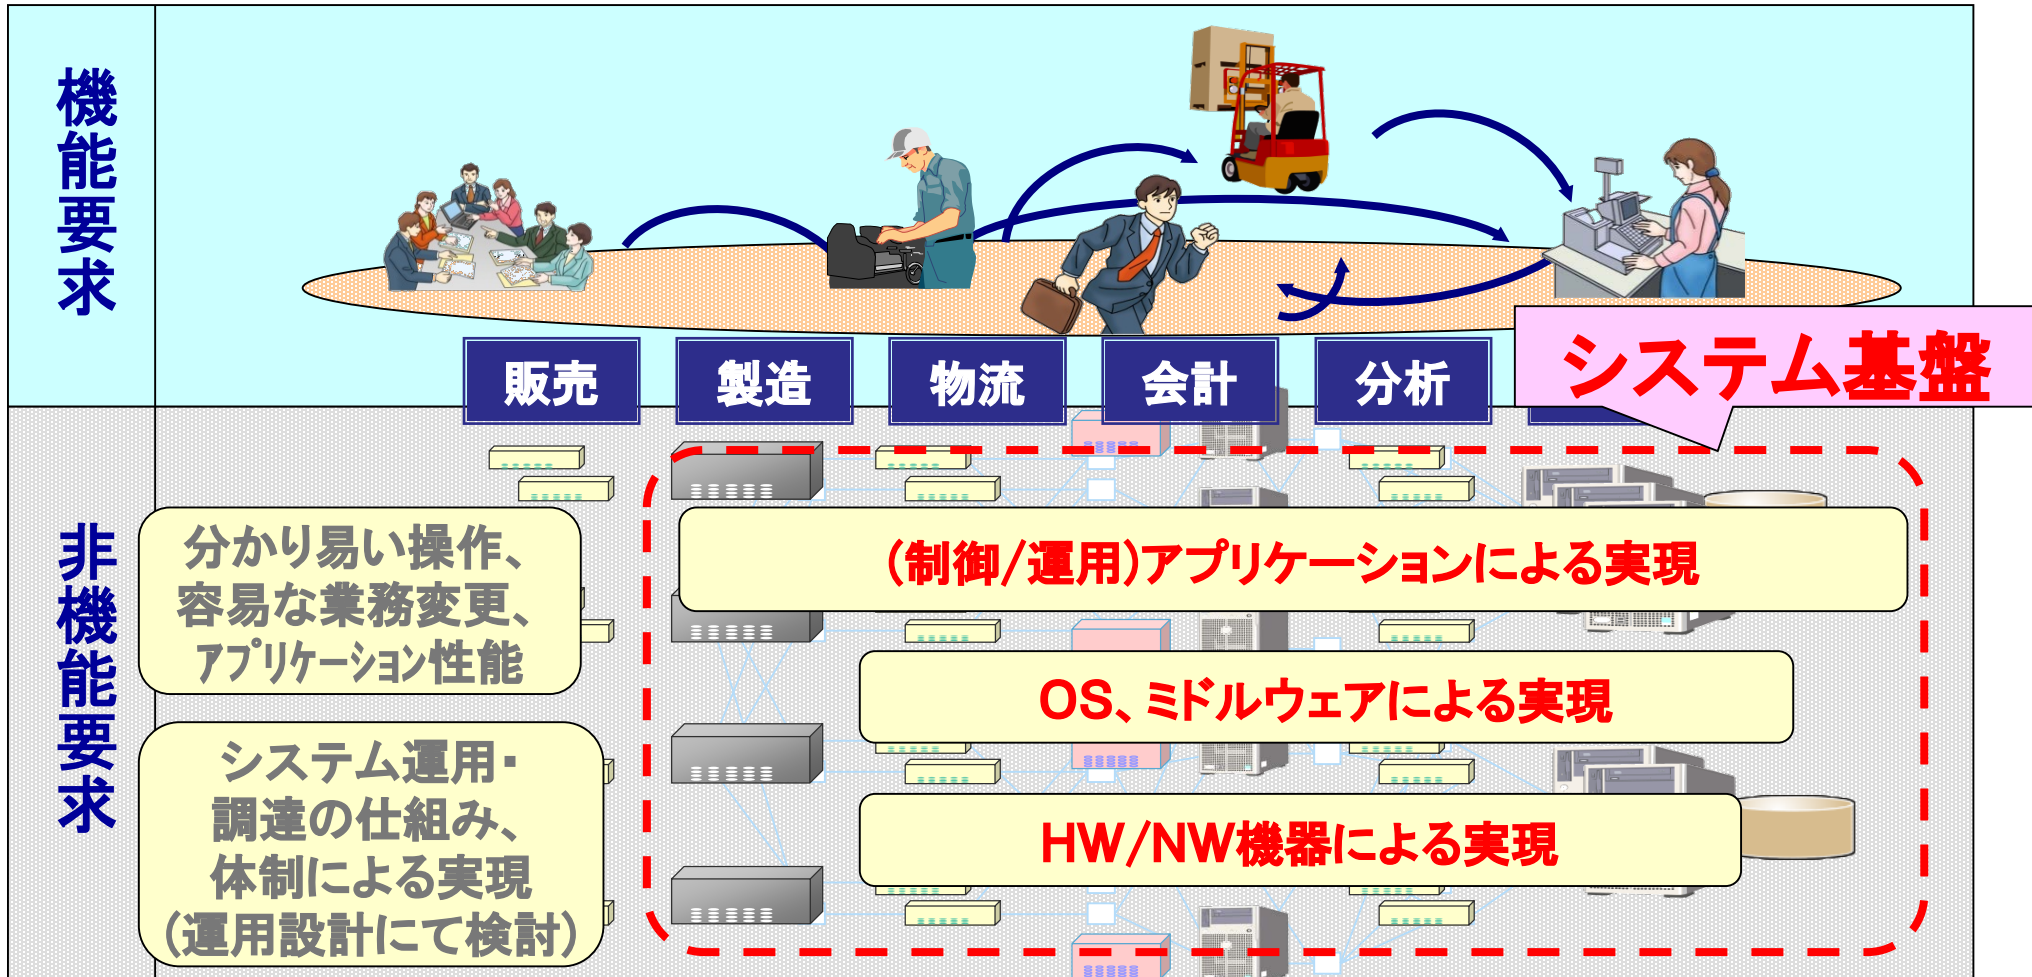 機能要求
販売
製造
物流
会計
分析
システム基盤
非機能要求
分かり易い操作、
容易な業務変更、
アプリケーション性能
(制御/運用)アプリケーションによる実現
OS、ミドルウェアによる実現
システム運用・
調達の仕組み、
体制による実現
(運用設計にて検討)
HW/NW機器による実現